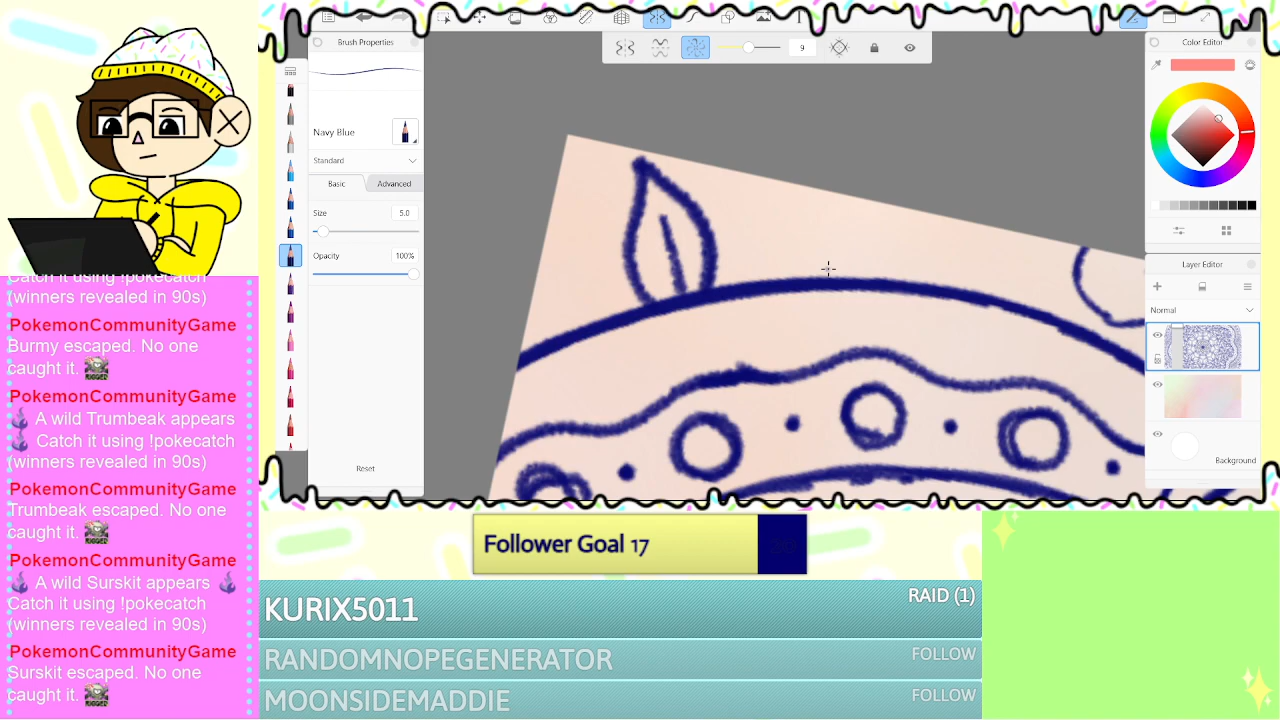 Catch it using !pokecatch
(winners revealed in 90s)
PokemonCommunityGame
Burmy escaped. No one
caught it.
PokemonCommunityGame
A wild Trumbeak appears
Catch it using !pokecatch
(winners revealed in 90s)
PokemonCommunityGame
Trumbeak escaped. No one
caught it.
PokemonCommunityGame
A wild Surskit appears
Catch it using !pokecatch
(winners revealed in 90s)
PokemonCommunityGame
Surskit escaped. No one
caught it.
Brush Properties
Navy Blue
Standard
Basic
Advanced
Size
5.0
Opacity
100%
Reset
9
Color Editor
Layer Editor
Normal
Background
Follower Goal 17
KURIX5011
RAID (1)
RANDOMNOPEGENERATOR
FOLLOW
MOONSIDEMADDIE
FOLLOW